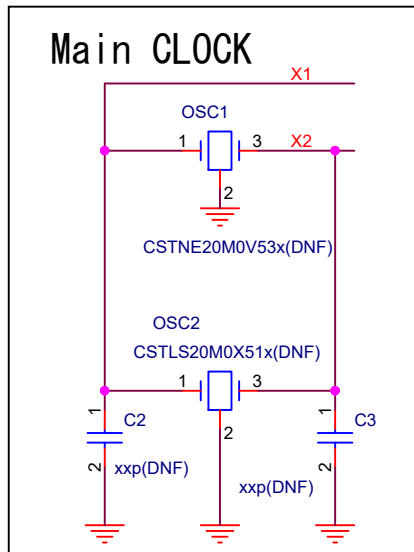 Main CLOCK
X1
OSC1
1
3
X2
2
CSTNE20M0V53x(DNF)
OSC2
CSTLS20M0X51x(DNF)
1
3
1
C2
2
1
C3
2
xxp(DNF)
2
xxp(DNF)